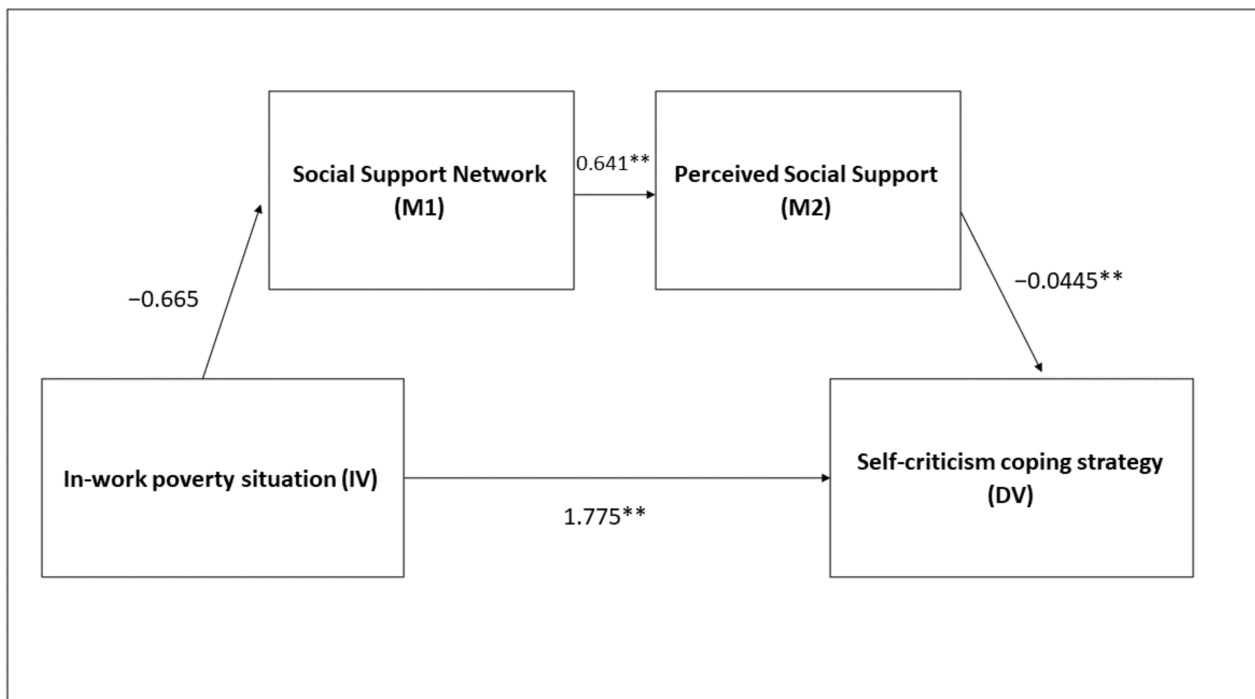 Social Support Network
(M1)
0.641**
Perceived Social Support
(M2)
−0.665
−0.0445**
In-work poverty situation (IV)
1.775**
Self-criticism coping strategy
(DV)